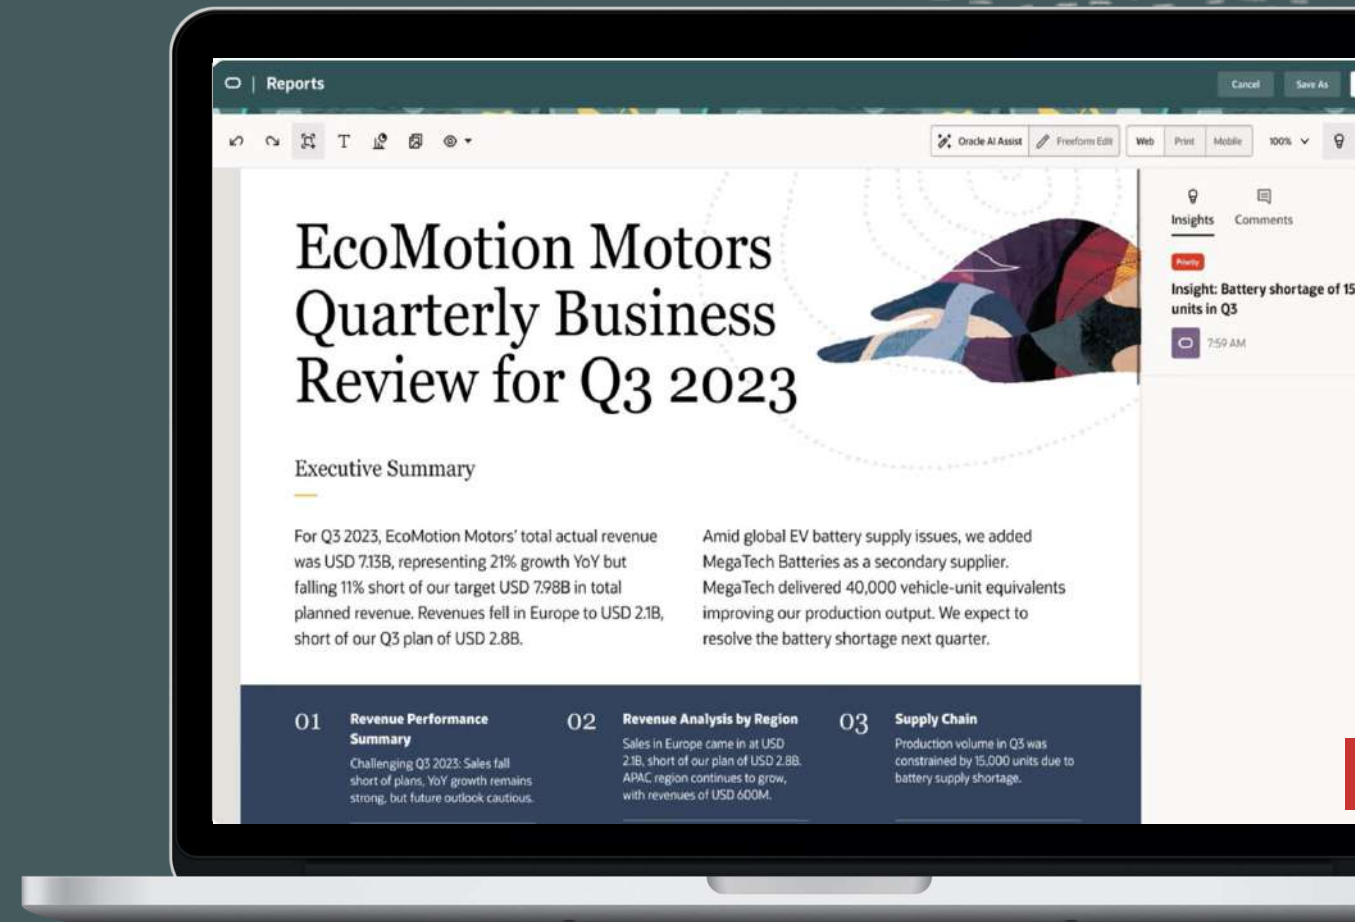 Reports
Cancel
Save As
Oracle AI Assist
Freeform Edit
Web
Print
Mobile
100%
EcoMotion Motors
Quarterly Business
Review for Q3 2023
Executive Summary
For Q3 2023, EcoMotion Motors' total actual revenue
was USD 7.13B, representing 21% growth YoY but
falling 11% short of our target USD 7.98B in total
planned revenue. Revenues fell in Europe to USD 2.1B,
short of our Q3 plan of USD 2.8B.
Amid global EV battery supply issues, we added
MegaTech Batteries as a secondary supplier.
MegaTech delivered 40,000 vehicle-unit equivalents
improving our production output. We expect to
resolve the battery shortage next quarter.
01
Revenue Performance
Summary
Challenging Q3 2023: Sales fall
short of plans, YoY growth remains
strong, but future outlook cautious.
02
Revenue Analysis by Region
Sales in Europe came in at USD
2.1B, short of our plan of USD 2.8B.
APAC region continues to grow,
with revenues of USD 600M.
03
Supply Chain
Production volume in Q3 was
constrained by 15,000 units due to
battery supply shortage.
Insights
Comments
Priority
Insight: Battery shortage of 15
units in Q3
7:59 AM